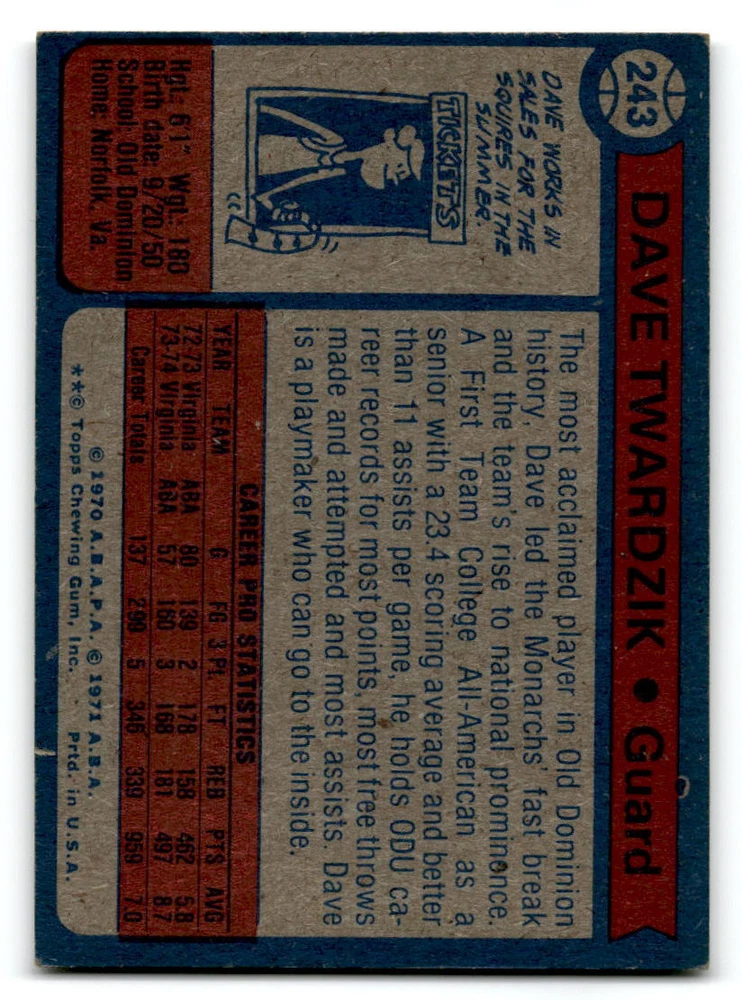 243
DAVE TWARDZIK • Guard
DAVE WORKS IN
SALES FOR THE
SQUIRES IN THE
SUMMER.
TICKETS
Hgt.: 61" Wgt.: 180
Birth date: 9/20/50
School: Old Dominion
Home: Norfolk, Va.
The most acclaimed player in Old Dominion
history, Dave led the Monarchs' fast break
and the team's rise to national prominence.
A First Team College All-American as a
senior with a 23.4 scoring average and better
than 11 assists per game, he holds ODU ca-
reer records for most points, most free throws
made and attempted and most assists. Dave
is a playmaker who can go to the inside.
CAREER PRO STATISTICS
YEAR TEAM G FG 3 Pt. FT REB PTS AVG
72-73 Virginia ABA 80 139 2 178 158 462 5.8
73-74 Virginia ABA 57 160 3 168 181 497 8.7
Career Totals 137 299 5 346 339 959 7.0
© 1970 A.B.A.P.A. © 1971 A.B.A.
**© Topps Chewing Gum, Inc. Prtd. in U.S.A.